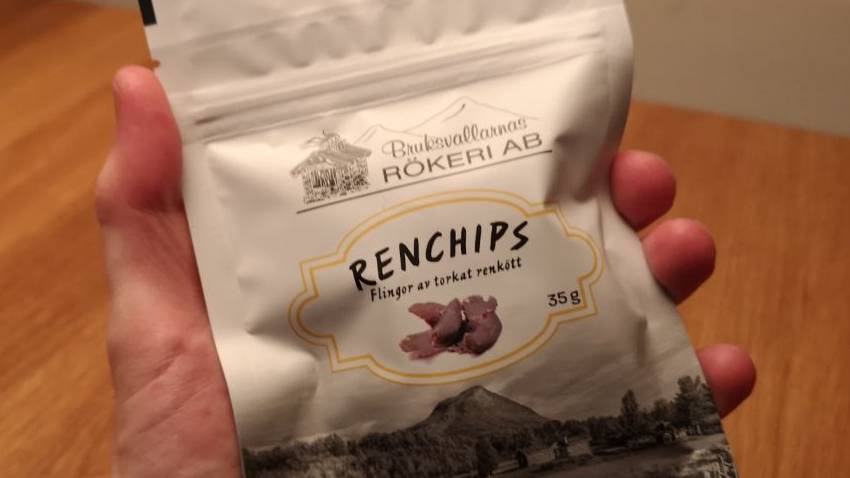 Bruksvallarnas
RÖKERI AB
RENCHIPS
Flingor av torkat renkött
35g